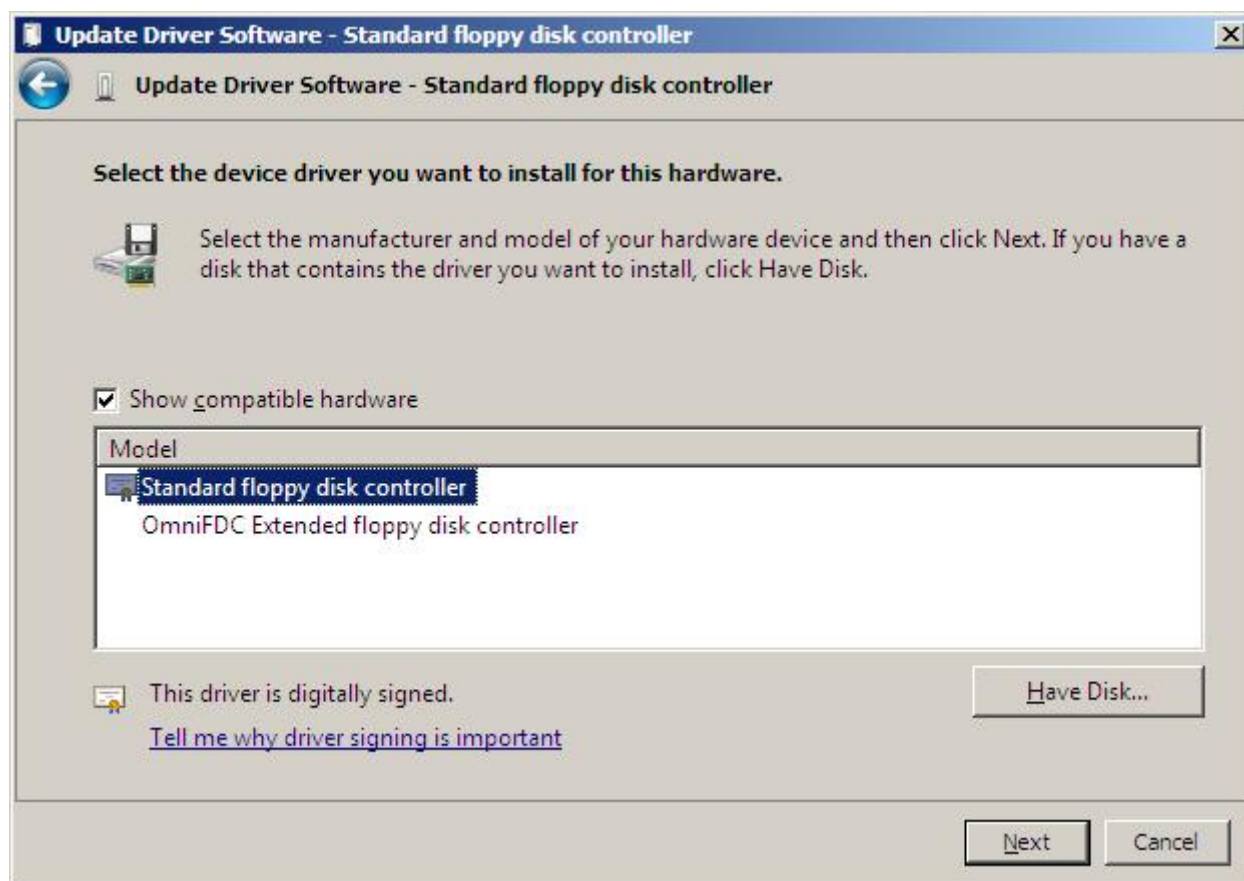 Update Driver Software - Standard floppy disk controller
Update Driver Software - Standard floppy disk controller
Select the device driver you want to install for this hardware.
Select the manufacturer and model of your hardware device and then click Next. If you have a
disk that contains the driver you want to install, click Have Disk.
Show compatible hardware
Model
Standard floppy disk controller
OmniFDC Extended floppy disk controller
This driver is digitally signed.
Have Disk...
Tell me why driver signing is important
Next
Cancel